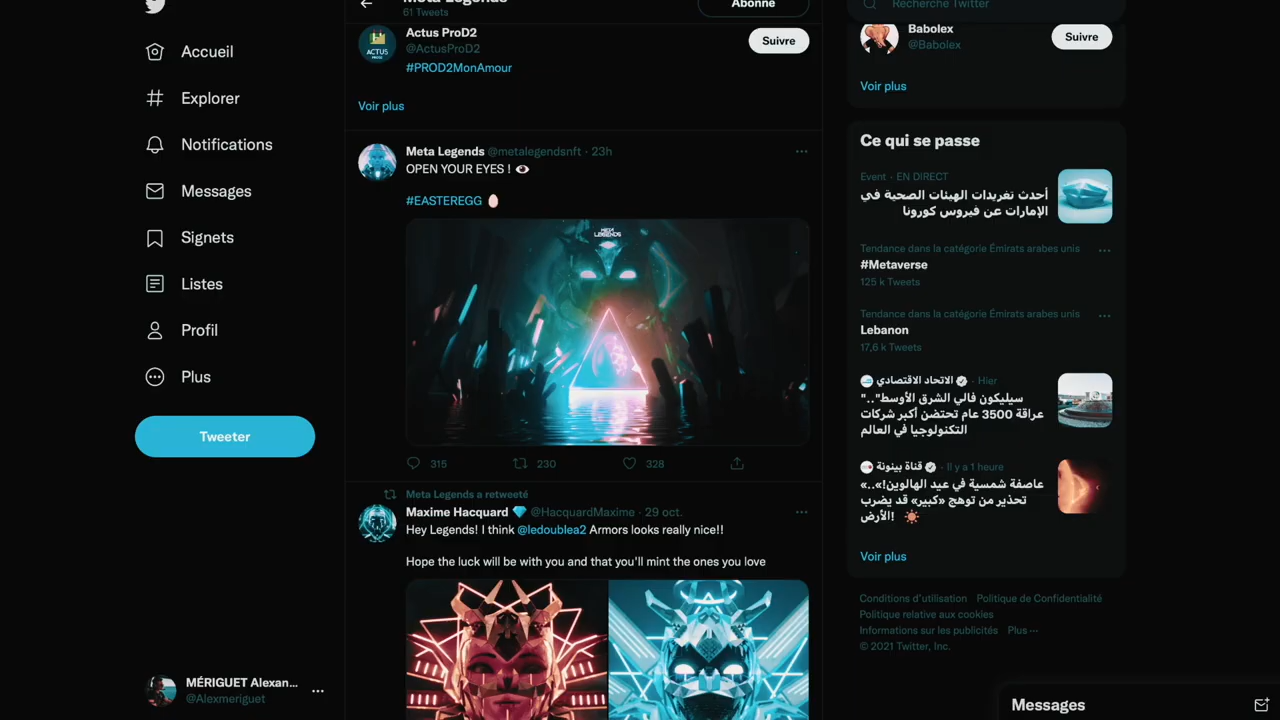 Accueil
Explorer
Notifications
Messages
Signets
Listes
Profil
Plus
Tweeter
MÉRIGUET Alexan...
@Alexmeriguet
Meta Legends
61 Tweets
Abonné
Actus ProD2
@ActusProD2
#PROD2MonAmour
Suivre
ACTUS
Voir plus
Meta Legends @metalegendsnft · 23h
OPEN YOUR EYES ! 👁
#EASTEREGG 🥚
META
LEGENDS
315
230
328
Meta Legends a retweeté
Maxime Hacquard 💎 @HacquardMaxime · 29 oct.
Hey Legends! I think @ledoublea2 Armors looks really nice!!
Hope the luck will be with you and that you'll mint the ones you love
Recherche Twitter
Babolex
@Babolex
Suivre
Voir plus
Ce qui se passe
Event · EN DIRECT
أحدث تغريدات الهيئات الصحية في
الإمارات عن فيروس كورونا
Tendance dans la catégorie Émirats arabes unis
#Metaverse
125 k Tweets
Tendance dans la catégorie Émirats arabes unis
Lebanon
17,6 k Tweets
الاتحاد الاقتصادي · Hier
سيليكون فالي الشرق الأوسط"..."
عراقة 3500 عام تحتضن أكبر شركات
التكنولوجيا في العالم
قناة بينونة · Il y a 1 heure
عاصفة شمسية في عيد الهالوين!»..»
تحذير من توهج «كبير» قد يضرب
الأرض! ☀️
Voir plus
Conditions d'utilisation Politique de Confidentialité
Politique relative aux cookies
Informations sur les publicités Plus ···
© 2021 Twitter, Inc.
Messages